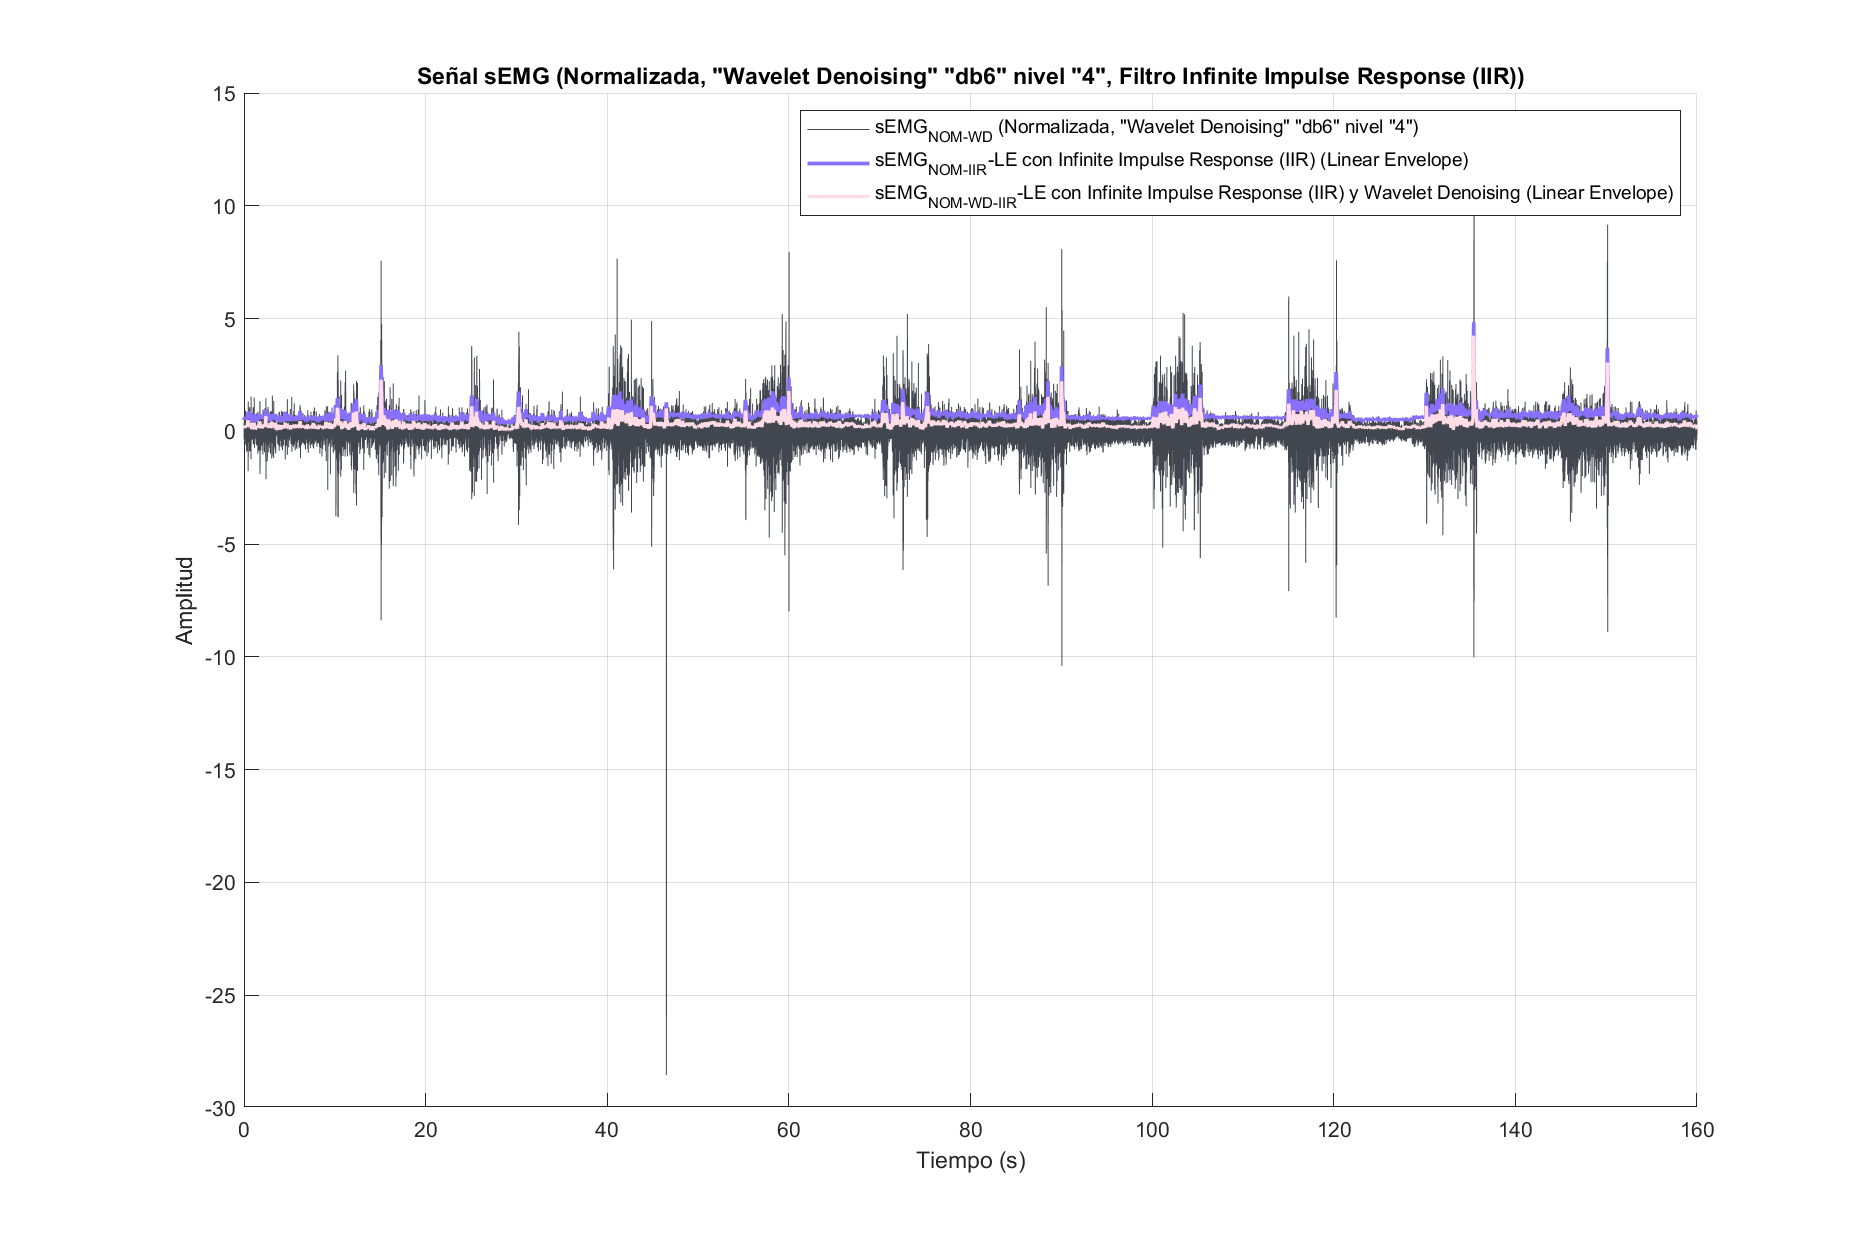 Señal sEMG (Normalizada, "Wavelet Denoising" "db6" nivel "4", Filtro Infinite Impulse Response (IIR))
sEMG_NOM-WD (Normalizada, "Wavelet Denoising" "db6" nivel "4")
sEMG_NOM-IIR-LE con Infinite Impulse Response (IIR) (Linear Envelope)
sEMG_NOM-WD-IIR-LE con Infinite Impulse Response (IIR) y Wavelet Denoising (Linear Envelope)
15
10
5
0
-5
-10
-15
-20
-25
-30
Amplitud
0 20 40 60 80 100 120 140 160
Tiempo (s)